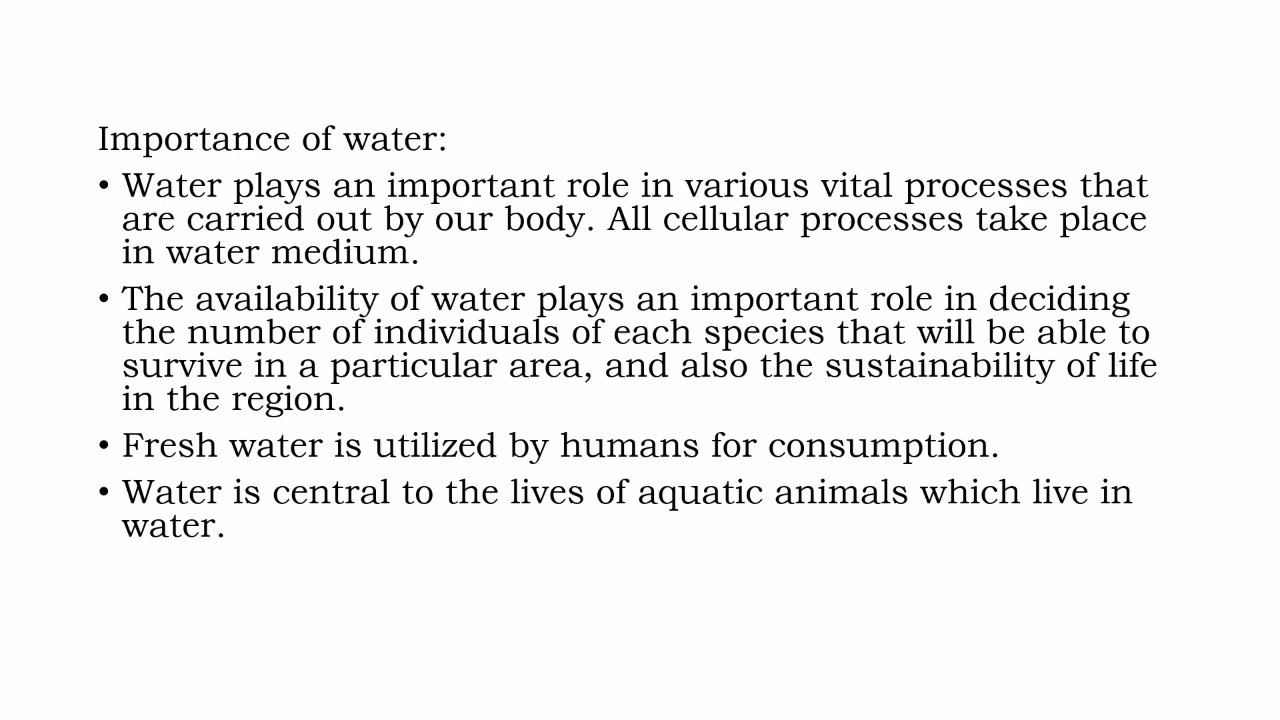 Importance of water:
• Water plays an important role in various vital processes that
are carried out by our body. All cellular processes take place
in water medium.
• The availability of water plays an important role in deciding
the number of individuals of each species that will be able to
survive in a particular area, and also the sustainability of life
in the region.
• Fresh water is utilized by humans for consumption.
• Water is central to the lives of aquatic animals which live in
water.